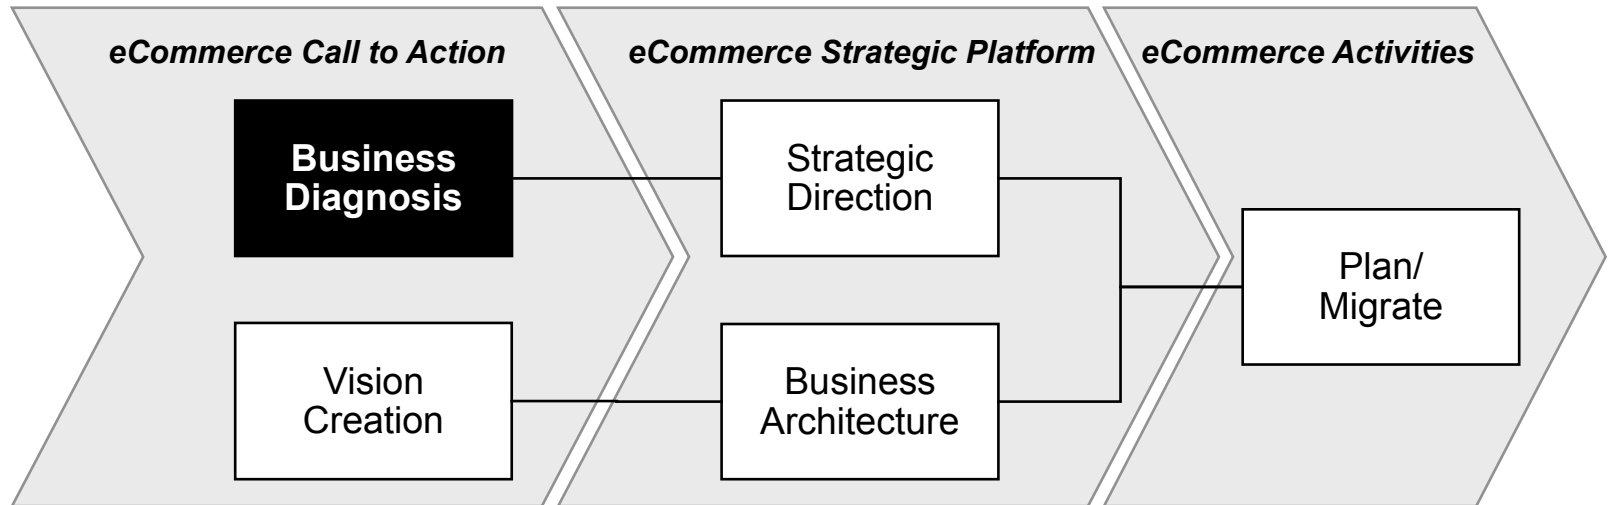 eCommerce Call to Action
eCommerce Strategic Platform
eCommerce Activities
Business
Diagnosis
Strategic
Direction
Plan/
Migrate
Vision
Creation
Business
Architecture